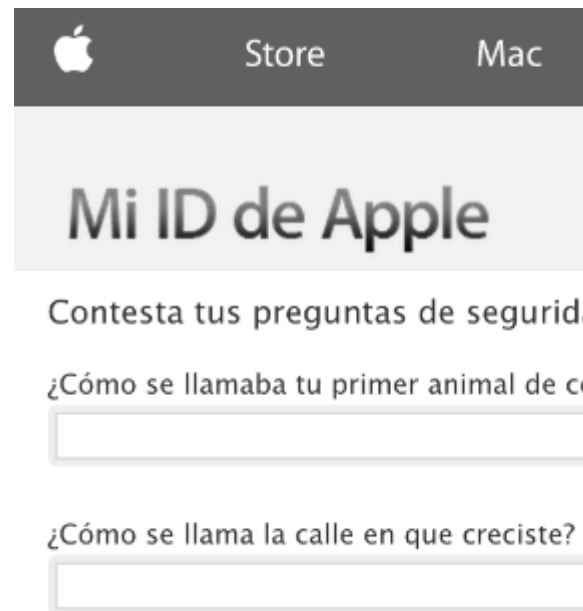 Store Mac
Mi ID de Apple
Contesta tus preguntas de segurid
¿Cómo se llamaba tu primer animal de c
¿Cómo se llama la calle en que creciste?